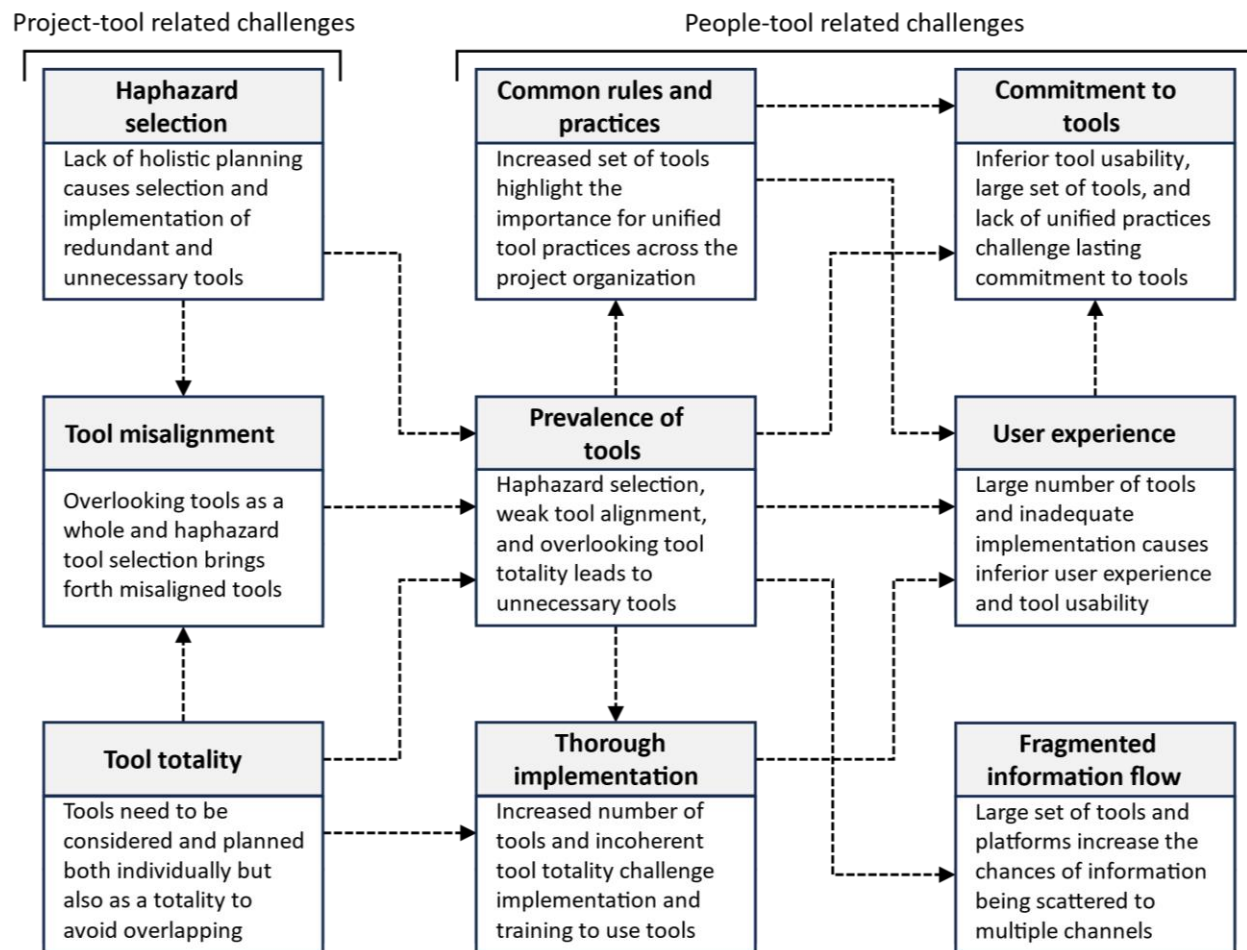 Project-tool related challenges
People-tool related challenges
Haphazard
selection
Lack of holistic planning
causes selection and
implementation of
redundant and
unnecessary tools
Common rules and
practices
Increased set of tools
highlight the
importance for unified
tool practices across the
project organization
Commitment to
tools
Inferior tool usability,
large set of tools, and
lack of unified practices
challenge lasting
commitment to tools
Tool misalignment
Overlooking tools as a
whole and haphazard
tool selection brings
forth misaligned tools
Prevalence of
tools
Haphazard selection,
weak tool alignment,
and overlooking tool
totality leads to
unnecessary tools
User experience
Large number of tools
and inadequate
implementation causes
inferior user experience
and tool usability
Tool totality
Tools need to be
considered and planned
both individually but
also as a totality to
avoid overlapping
Thorough
implementation
Increased number of
tools and incoherent
tool totality challenge
implementation and
training to use tools
Fragmented
information flow
Large set of tools and
platforms increase the
chances of information
being scattered to
multiple channels